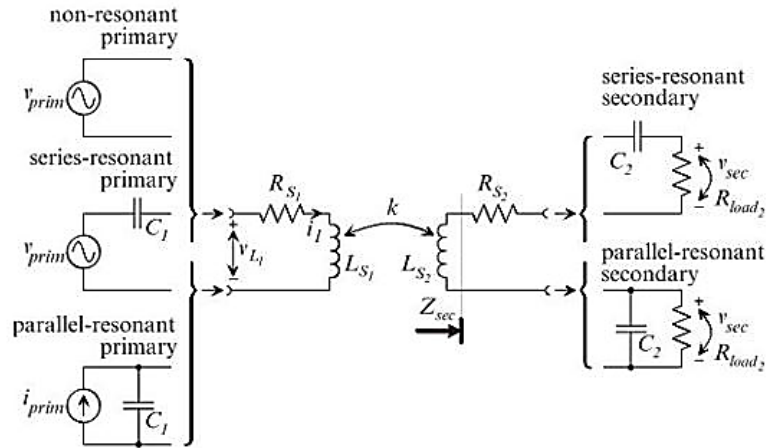 non-resonant
primary
v_prim
series-resonant
primary
C_1
v_prim
parallel-resonant
primary
i_prim
C_1
R_S1
+
i_1
v_L1
−
L_S1
k
R_S2
L_S2
Z_sec
series-resonant
secondary
C_2
+
v_sec
−
R_load2
parallel-resonant
secondary
C_2
+
v_sec
−
R_load2